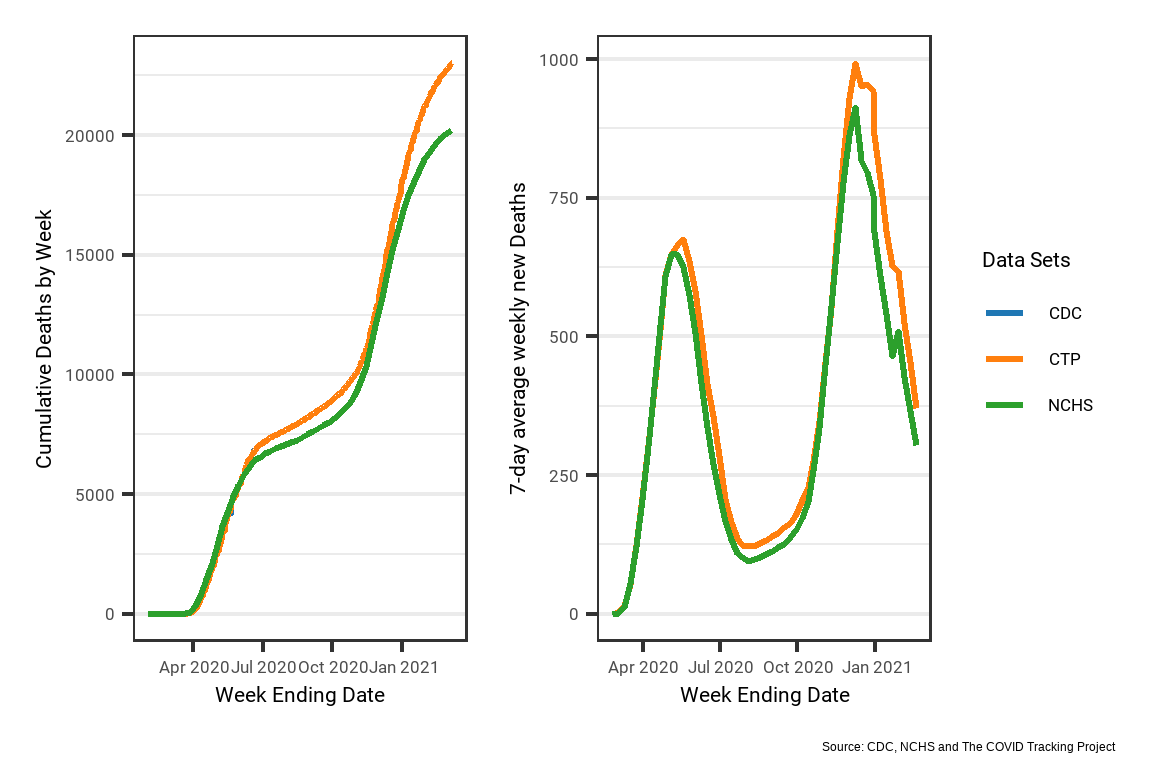 Cumulative Deaths by Week
20000
15000
10000
5000
0
Apr 2020 Jul 2020 Oct 2020 Jan 2021
Week Ending Date
7-day average weekly new Deaths
1000
750
500
250
0
Apr 2020 Jul 2020 Oct 2020 Jan 2021
Week Ending Date
Data Sets
CDC
CTP
NCHS
Source: CDC, NCHS and The COVID Tracking Project